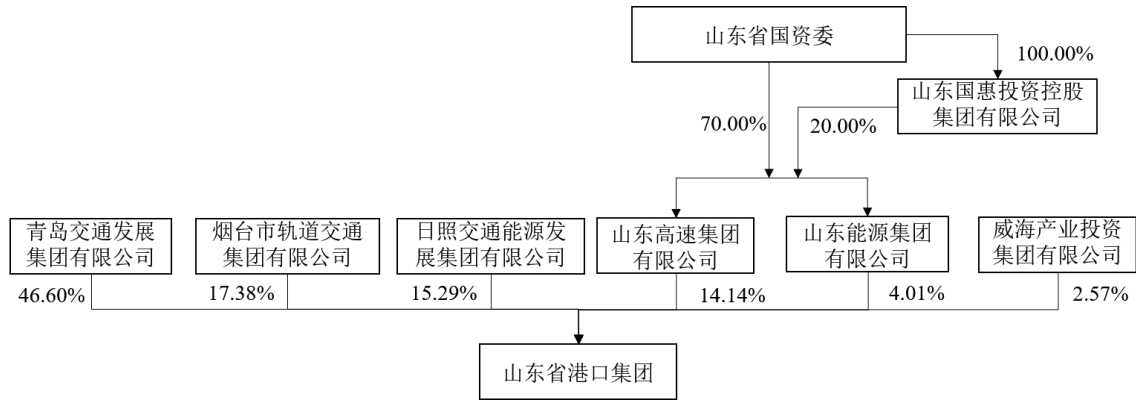 山东省国资委
100.00%
山东国惠投资控股
集团有限公司
70.00%
20.00%
青岛交通发展
集团有限公司
烟台市轨道交通
集团有限公司
日照交通能源发
展集团有限公司
山东高速集团
有限公司
山东能源集团
有限公司
威海产业投资
集团有限公司
46.60%
17.38%
15.29%
14.14%
4.01%
2.57%
山东省港口集团